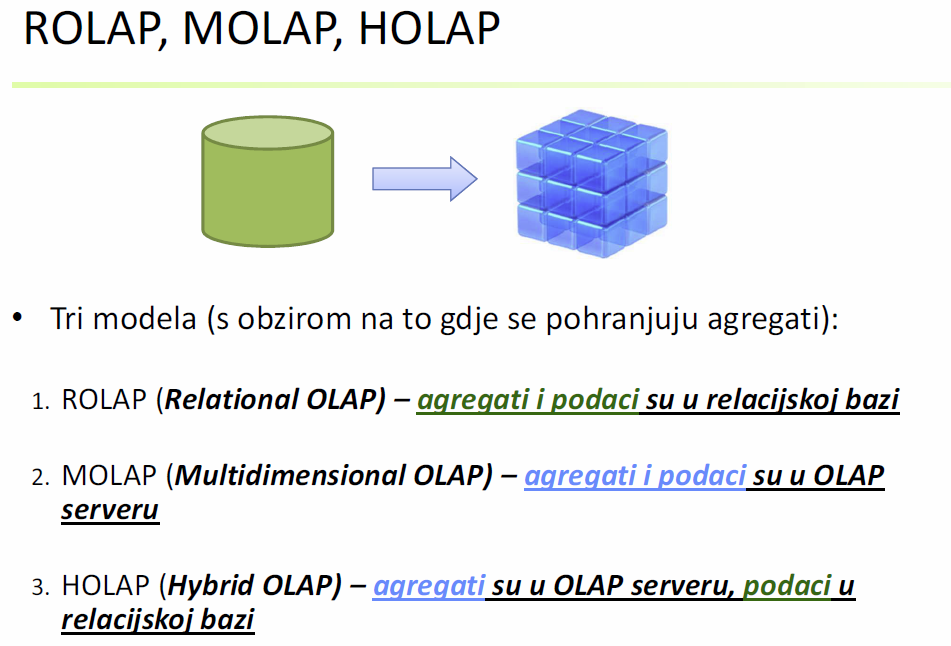 ROLAP, MOLAP, HOLAP
• Tri modela (s obzirom na to gdje se pohranjuju agregati):
1. ROLAP (Relational OLAP) – agregati i podaci su u relacijskoj bazi
2. MOLAP (Multidimensional OLAP) – agregati i podaci su u OLAP
serveru
3. HOLAP (Hybrid OLAP) – agregati su u OLAP serveru, podaci u
relacijskoj bazi